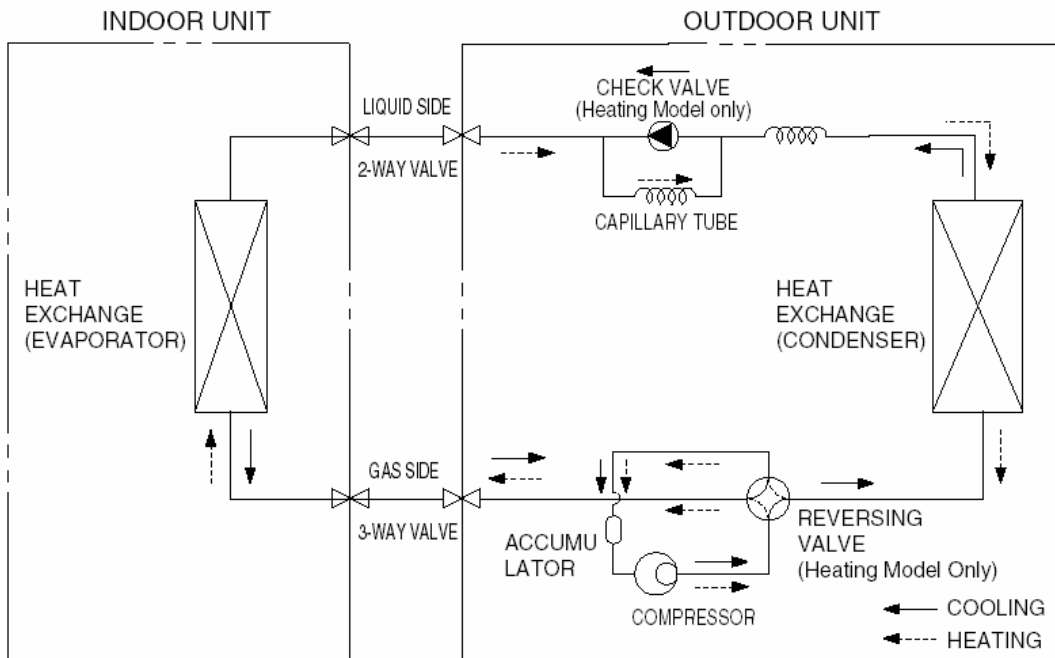 INDOOR UNIT
OUTDOOR UNIT
LIQUID SIDE
2-WAY VALVE
CHECK VALVE
(Heating Model only)
CAPILLARY TUBE
HEAT
EXCHANGE
(EVAPORATOR)
HEAT
EXCHANGE
(CONDENSER)
GAS SIDE
3-WAY VALVE
ACCUMU
LATOR
COMPRESSOR
REVERSING
VALVE
(Heating Model Only)
COOLING
HEATING